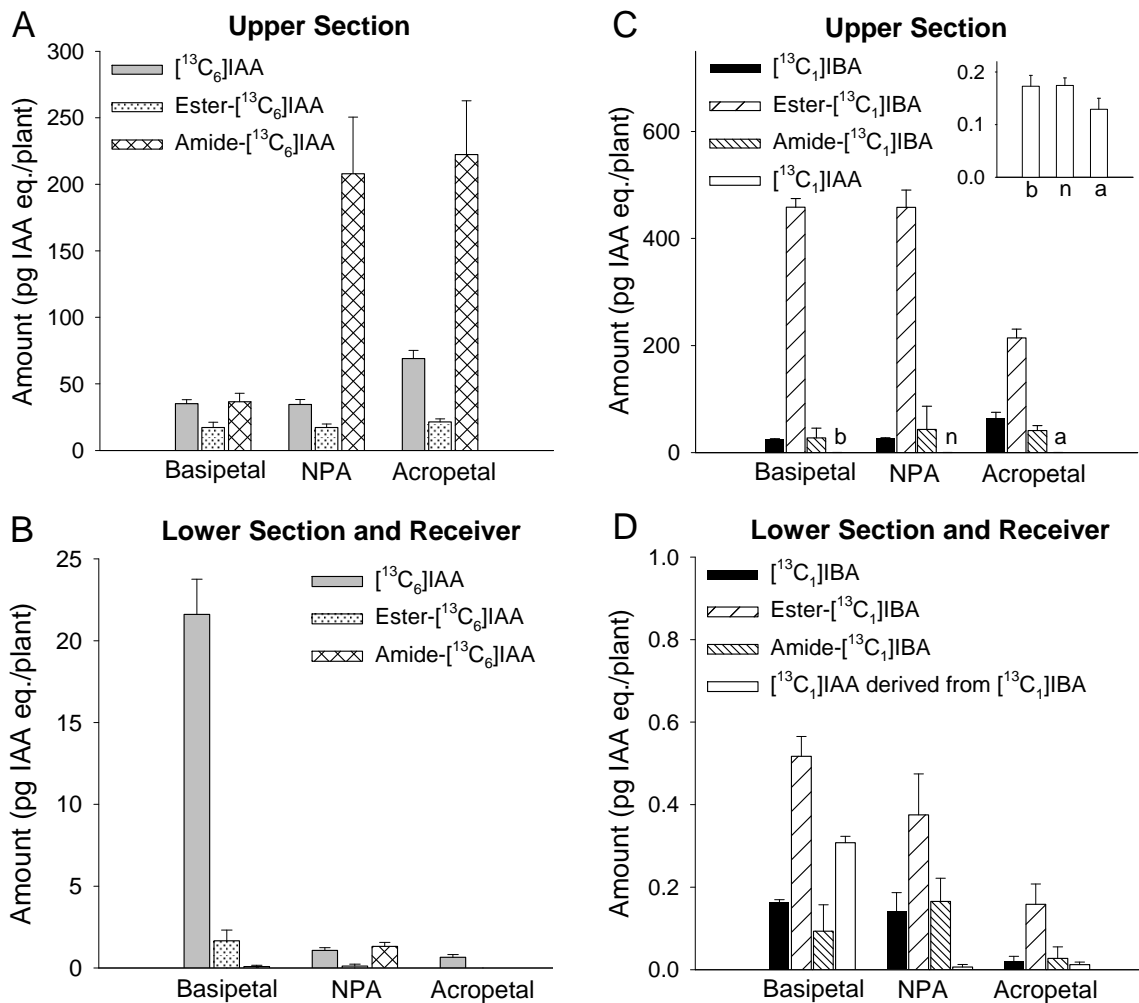 A
Upper Section
Amount (pg IAA eq./plant)
300
250
200
150
100
50
0
[¹³C₆]IAA
Ester-[¹³C₆]IAA
Amide-[¹³C₆]IAA
Basipetal NPA Acropetal
B
Lower Section and Receiver
Amount (pg IAA eq./plant)
25
20
15
10
5
0
[¹³C₆]IAA
Ester-[¹³C₆]IAA
Amide-[¹³C₆]IAA
Basipetal NPA Acropetal
C
Upper Section
Amount (pg IAA eq./plant)
600
400
200
0
[¹³C₁]IBA
Ester-[¹³C₁]IBA
Amide-[¹³C₁]IBA
[¹³C₁]IAA
0.2
0.1
0.0
b n a
b n a
Basipetal NPA Acropetal
D
Lower Section and Receiver
Amount (pg IAA eq./plant)
1.0
0.8
0.6
0.4
0.2
0.0
[¹³C₁]IBA
Ester-[¹³C₁]IBA
Amide-[¹³C₁]IBA
[¹³C₁]IAA derived from [¹³C₁]IBA
Basipetal NPA Acropetal